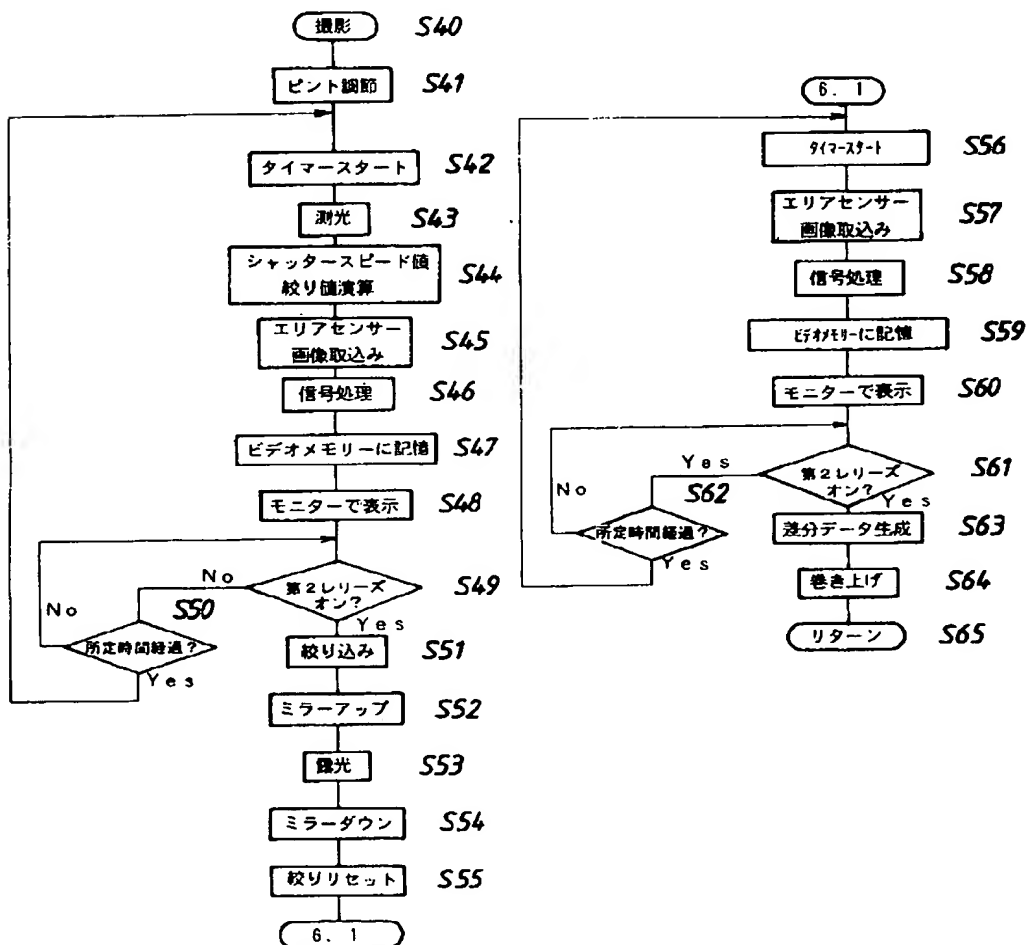 撮影 S40
ピント調節 S41
タイマースタート S42
測光 S43
シャッタースピード値
絞り値演算 S44
エリアセンサー
画像取込み S45
信号処理 S46
ビデオメモリーに記憶 S47
モニターで表示 S48
第2レリーズ
オン? S49
No
Yes
S50
所定時間経過?
No
Yes
絞り込み S51
ミラーアップ S52
露光 S53
ミラーダウン S54
絞りリセット S55
6. 1
6. 1
タイマースタート S56
エリアセンサー
画像取込み S57
信号処理 S58
ビデオメモリーに記憶 S59
モニターで表示 S60
第2レリーズ
オン? S61
Yes
Yes
S62
所定時間経過?
No
Yes
差分データ生成 S63
巻き上げ S64
リターン S65